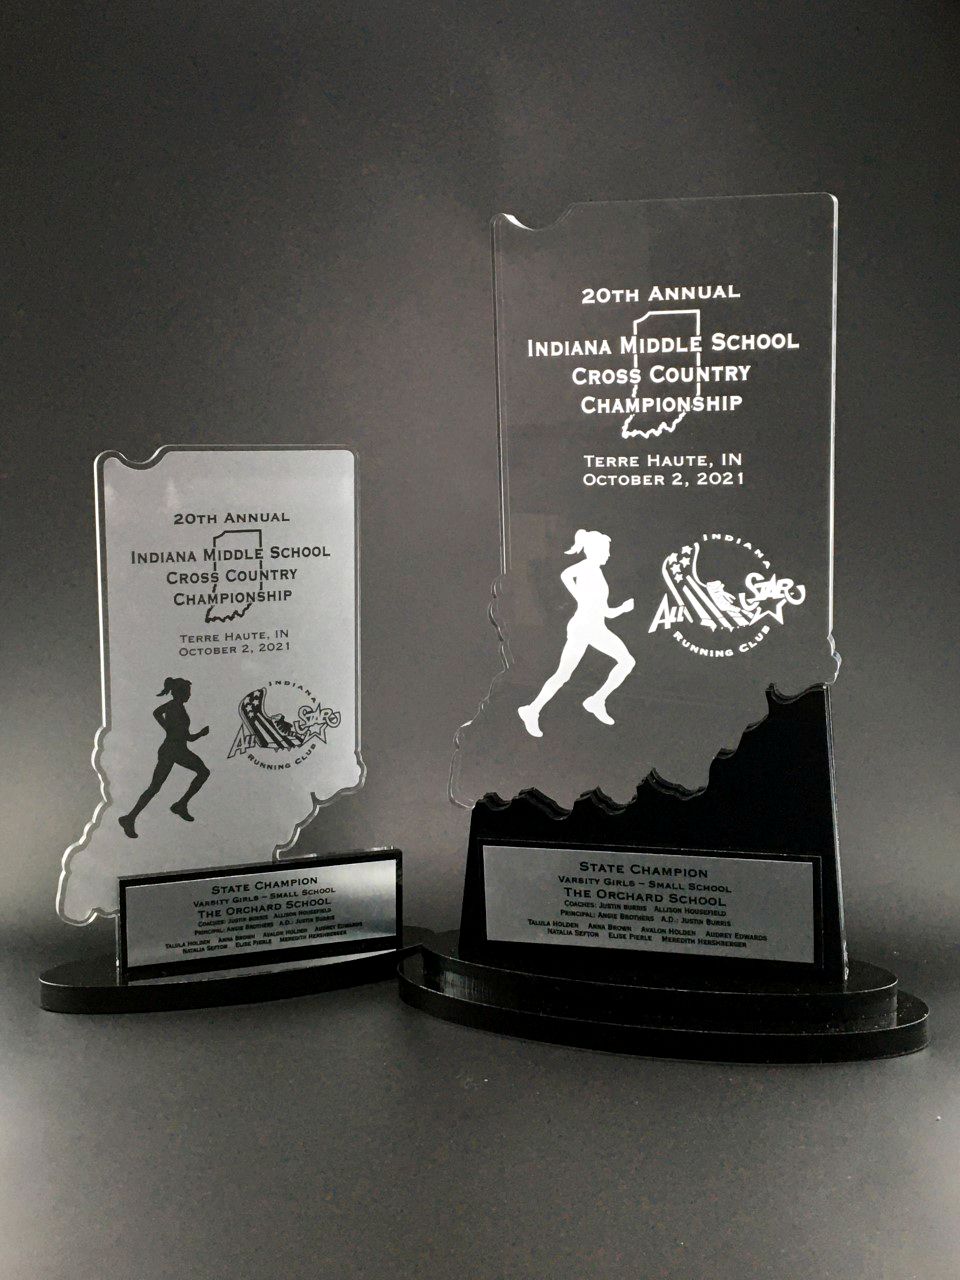 20TH ANNUAL
INDIANA MIDDLE SCHOOL
CROSS COUNTRY
CHAMPIONSHIP
TERRE HAUTE, IN
OCTOBER 2, 2021
INDIANA
ALL STARS
RUNNING CLUB
STATE CHAMPION
VARSITY GIRLS – SMALL SCHOOL
THE ORCHARD SCHOOL
COACHES: JUSTIN BURRIS ALLISON HOUSEFIELD
PRINCIPAL: ANGIE BROTHERS A.D.: JUSTIN BURRIS
TALULA HOLDEN ANNA BROWN AVALON HOLDEN AUDREY EDWARDS
NATALIA SEFTON ELISE PIERLE MEREDITH HERSHBERGER
20TH ANNUAL
INDIANA MIDDLE SCHOOL
CROSS COUNTRY
CHAMPIONSHIP
TERRE HAUTE, IN
OCTOBER 2, 2021
INDIANA
ALL STARS
RUNNING CLUB
STATE CHAMPION
VARSITY GIRLS – SMALL SCHOOL
THE ORCHARD SCHOOL
COACHES: JUSTIN BURRIS ALLISON HOUSEFIELD
PRINCIPAL: ANGIE BROTHERS A.D.: JUSTIN BURRIS
TALULA HOLDEN ANNA BROWN AVALON HOLDEN AUDREY EDWARDS
NATALIA SEFTON ELISE PIERLE MEREDITH HERSHBERGER